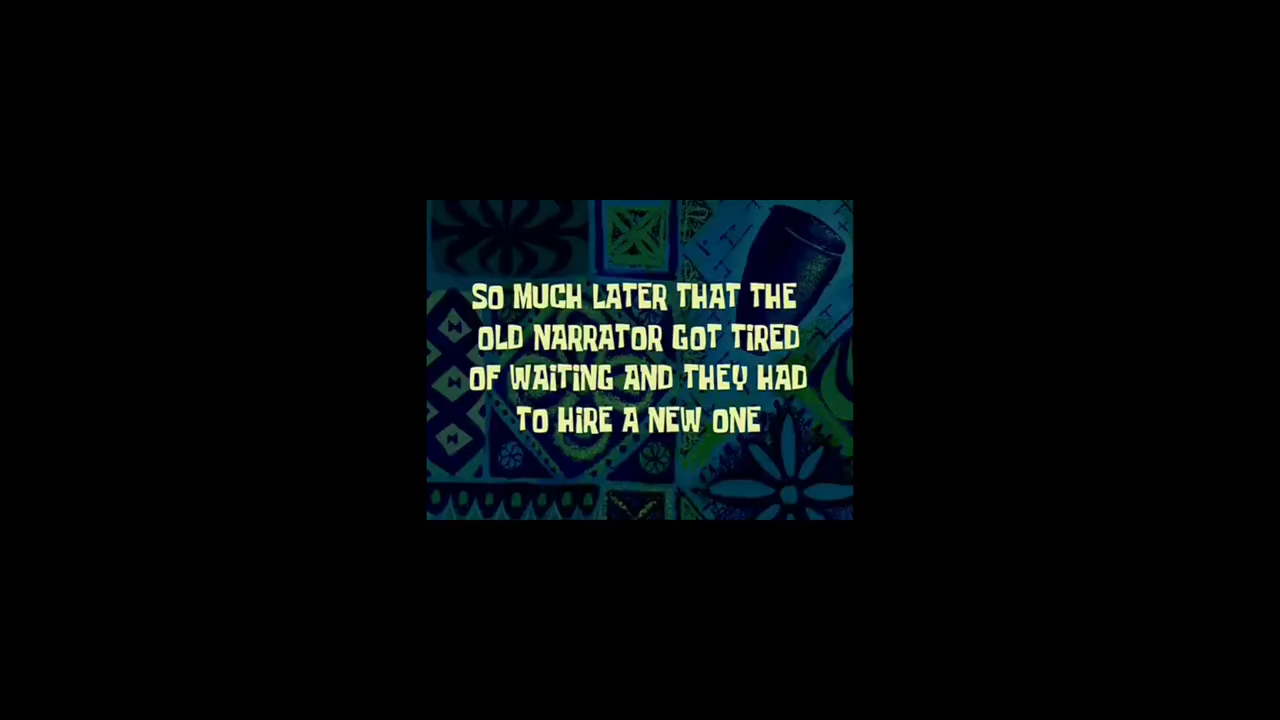 SO MUCH LATER THAT THE
OLD NARRATOR GOT TIRED
OF WAITING AND THEY HAD
TO HIRE A NEW ONE